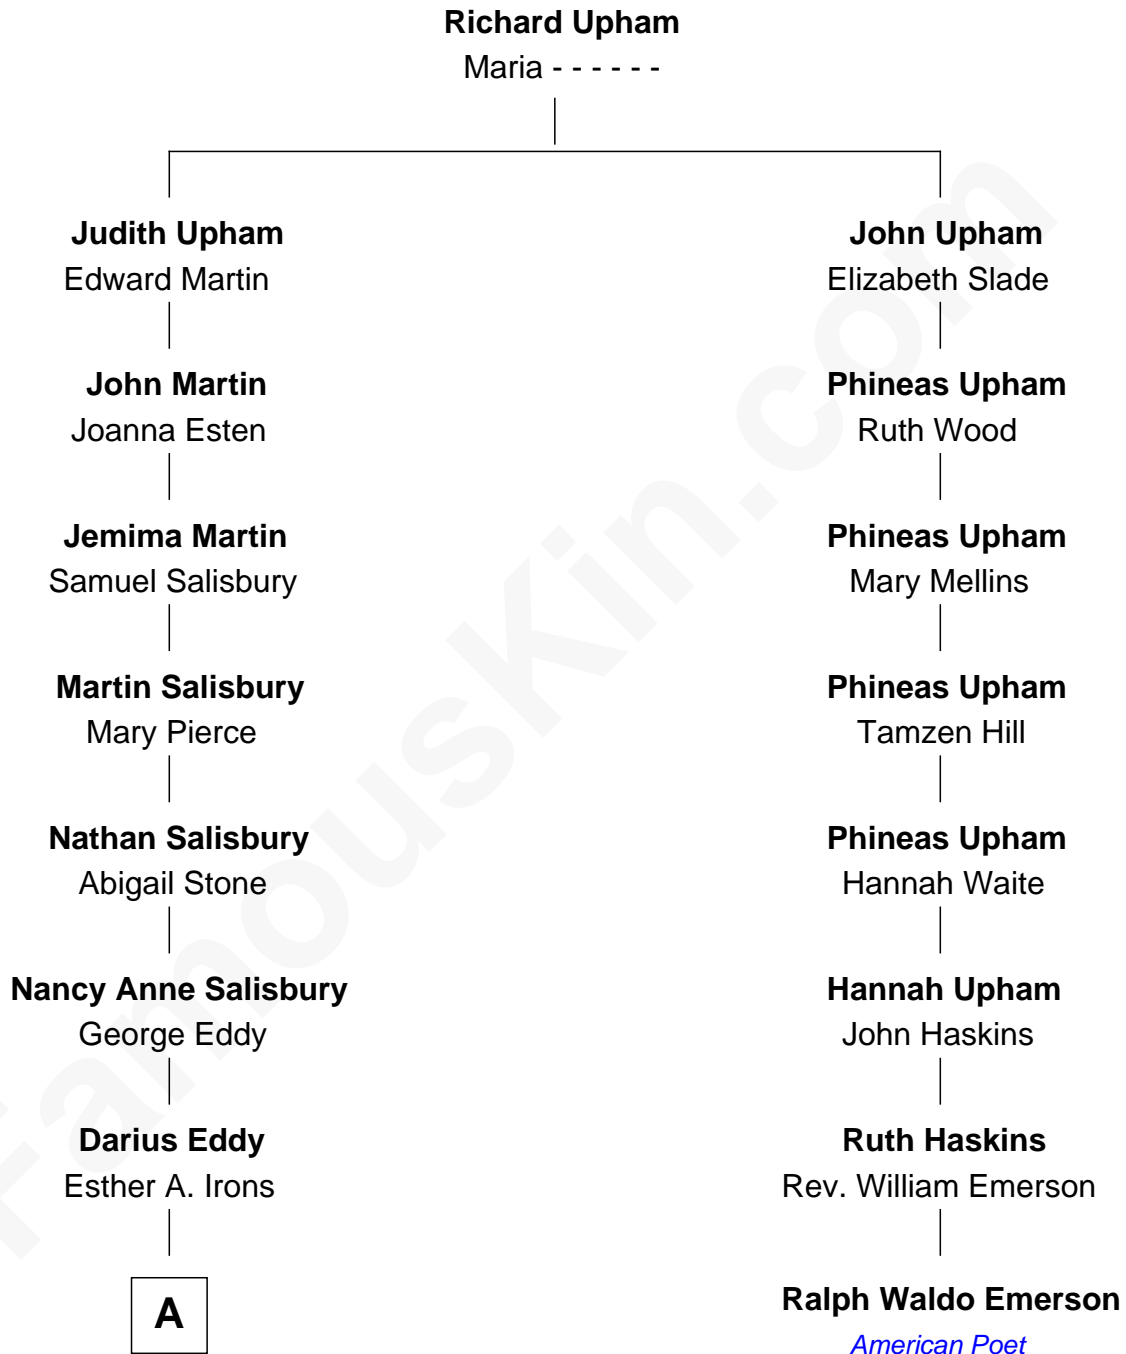 Richard Upham
Maria - - - - - -
Judith Upham
Edward Martin
John Upham
Elizabeth Slade
John Martin
Joanna Esten
Phineas Upham
Ruth Wood
Jemima Martin
Samuel Salisbury
Phineas Upham
Mary Mellins
Martin Salisbury
Mary Pierce
Phineas Upham
Tamzen Hill
Nathan Salisbury
Abigail Stone
Phineas Upham
Hannah Waite
Nancy Anne Salisbury
George Eddy
Hannah Upham
John Haskins
Darius Eddy
Esther A. Irons
Ruth Haskins
Rev. William Emerson
A
Ralph Waldo Emerson
American Poet
FamousKin.com